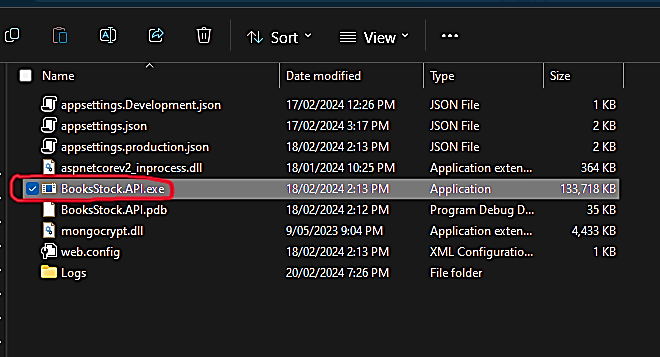 Sort View
Name Date modified Type Size
appsettings.Development.json 17/02/2024 12:26 PM JSON File 1 KB
appsettings.json 17/02/2024 3:17 PM JSON File 2 KB
appsettings.production.json 18/02/2024 2:13 PM JSON File 2 KB
aspnetcorev2_inprocess.dll 18/01/2024 10:25 PM Application exten... 364 KB
BooksStock.API.exe 18/02/2024 2:13 PM Application 133,718 KB
BooksStock.API.pdb 18/02/2024 2:12 PM Program Debug D... 35 KB
mongocrypt.dll 9/05/2023 9:04 PM Application exten... 4,433 KB
web.config 18/02/2024 2:13 PM XML Configuratio... 1 KB
Logs 20/02/2024 7:26 PM File folder